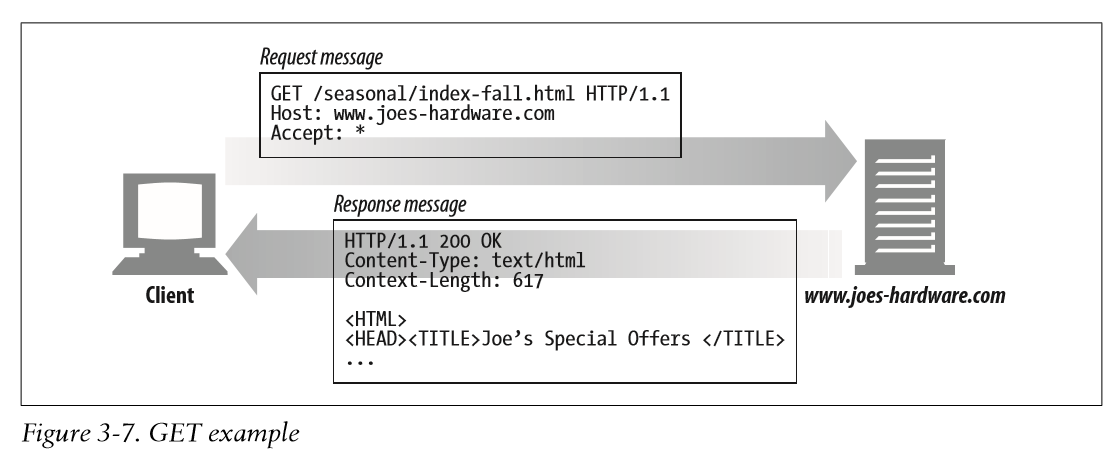 Request message
GET /seasonal/index-fall.html HTTP/1.1
Host: www.joes-hardware.com
Accept: *
Response message
HTTP/1.1 200 OK
Content-Type: text/html
Context-Length: 617
<HTML>
<HEAD><TITLE>Joe’s Special Offers </TITLE>
...
Client
www.joes-hardware.com
Figure 3-7. GET example